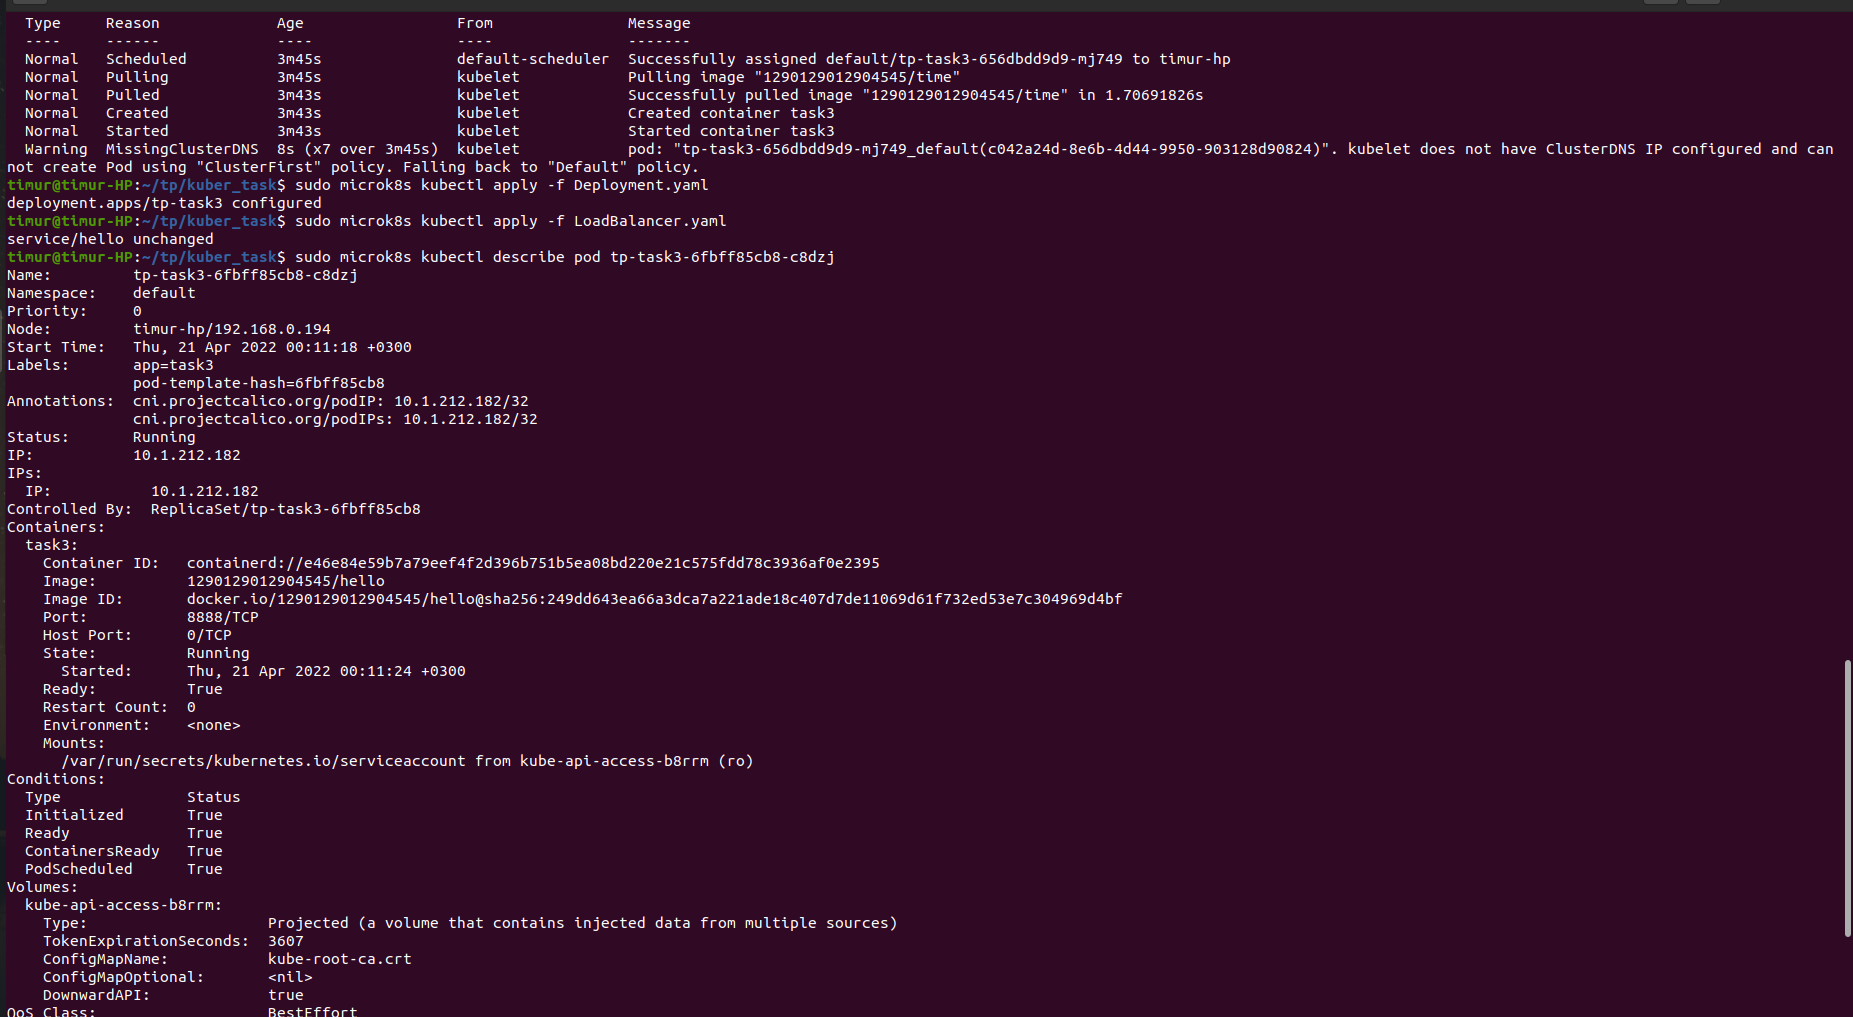 Type Reason Age From Message
---- ------ ---- ---- -------
Normal Scheduled 3m45s default-scheduler Successfully assigned default/tp-task3-656dbdd9d9-mj749 to timur-hp
Normal Pulling 3m45s kubelet Pulling image "1290129012904545/time"
Normal Pulled 3m43s kubelet Successfully pulled image "1290129012904545/time" in 1.70691826s
Normal Created 3m43s kubelet Created container task3
Normal Started 3m43s kubelet Started container task3
Warning MissingClusterDNS 8s (x7 over 3m45s) kubelet pod: "tp-task3-656dbdd9d9-mj749_default(c042a24d-8e6b-4d44-9950-903128d90824)". kubelet does not have ClusterDNS IP configured and can
not create Pod using "ClusterFirst" policy. Falling back to "Default" policy.
timur@timur-HP:~/tp/kuber_task$ sudo microk8s kubectl apply -f Deployment.yaml
deployment.apps/tp-task3 configured
timur@timur-HP:~/tp/kuber_task$ sudo microk8s kubectl apply -f LoadBalancer.yaml
service/hello unchanged
timur@timur-HP:~/tp/kuber_task$ sudo microk8s kubectl describe pod tp-task3-6fbff85cb8-c8dzj
Name: tp-task3-6fbff85cb8-c8dzj
Namespace: default
Priority: 0
Node: timur-hp/192.168.0.194
Start Time: Thu, 21 Apr 2022 00:11:18 +0300
Labels: app=task3
pod-template-hash=6fbff85cb8
Annotations: cni.projectcalico.org/podIP: 10.1.212.182/32
cni.projectcalico.org/podIPs: 10.1.212.182/32
Status: Running
IP: 10.1.212.182
IPs:
IP: 10.1.212.182
Controlled By: ReplicaSet/tp-task3-6fbff85cb8
Containers:
task3:
Container ID: containerd://e46e84e59b7a79eef4f2d396b751b5ea08bd220e21c575fdd78c3936af0e2395
Image: 1290129012904545/hello
Image ID: docker.io/1290129012904545/hello@sha256:249dd643ea66a3dca7a221ade18c407d7de11069d61f732ed53e7c304969d4bf
Port: 8888/TCP
Host Port: 0/TCP
State: Running
Started: Thu, 21 Apr 2022 00:11:24 +0300
Ready: True
Restart Count: 0
Environment: <none>
Mounts:
/var/run/secrets/kubernetes.io/serviceaccount from kube-api-access-b8rrm (ro)
Conditions:
Type Status
Initialized True
Ready True
ContainersReady True
PodScheduled True
Volumes:
kube-api-access-b8rrm:
Type: Projected (a volume that contains injected data from multiple sources)
TokenExpirationSeconds: 3607
ConfigMapName: kube-root-ca.crt
ConfigMapOptional: <nil>
DownwardAPI: true
QoS Class: BestEffort